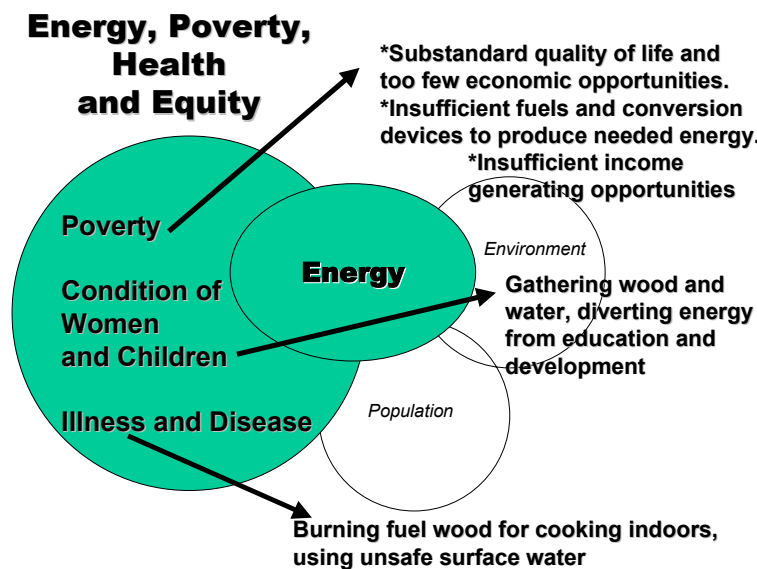 Energy, Poverty,
Health
and Equity
*Substandard quality of life and
too few economic opportunities.
*Insufficient fuels and conversion
devices to produce needed energy.
*Insufficient income
generating opportunities
Poverty
Energy
Environment
Condition of
Women
and Children
Gathering wood and
water, diverting energy
from education and
development
Illness and Disease
Population
Burning fuel wood for cooking indoors,
using unsafe surface water